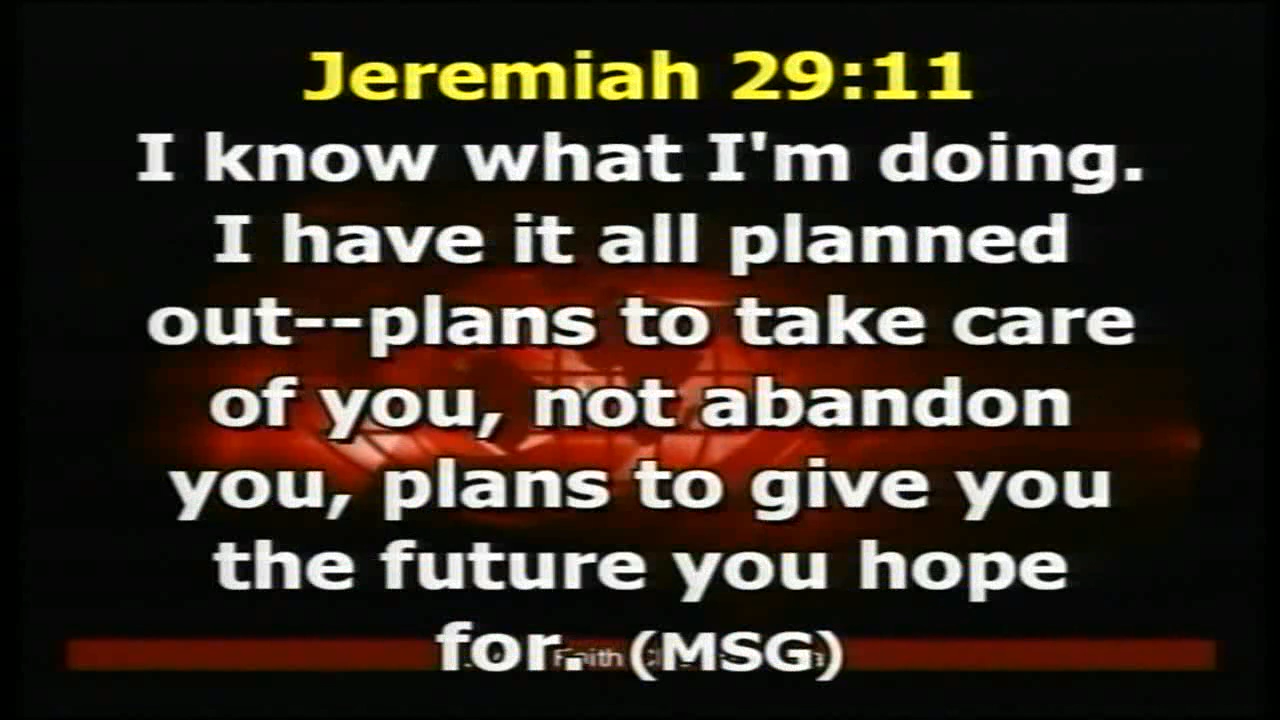 Jeremiah 29:11
I know what I'm doing.
I have it all planned
out--plans to take care
of you, not abandon
you, plans to give you
the future you hope
for. (MSG)
Faith